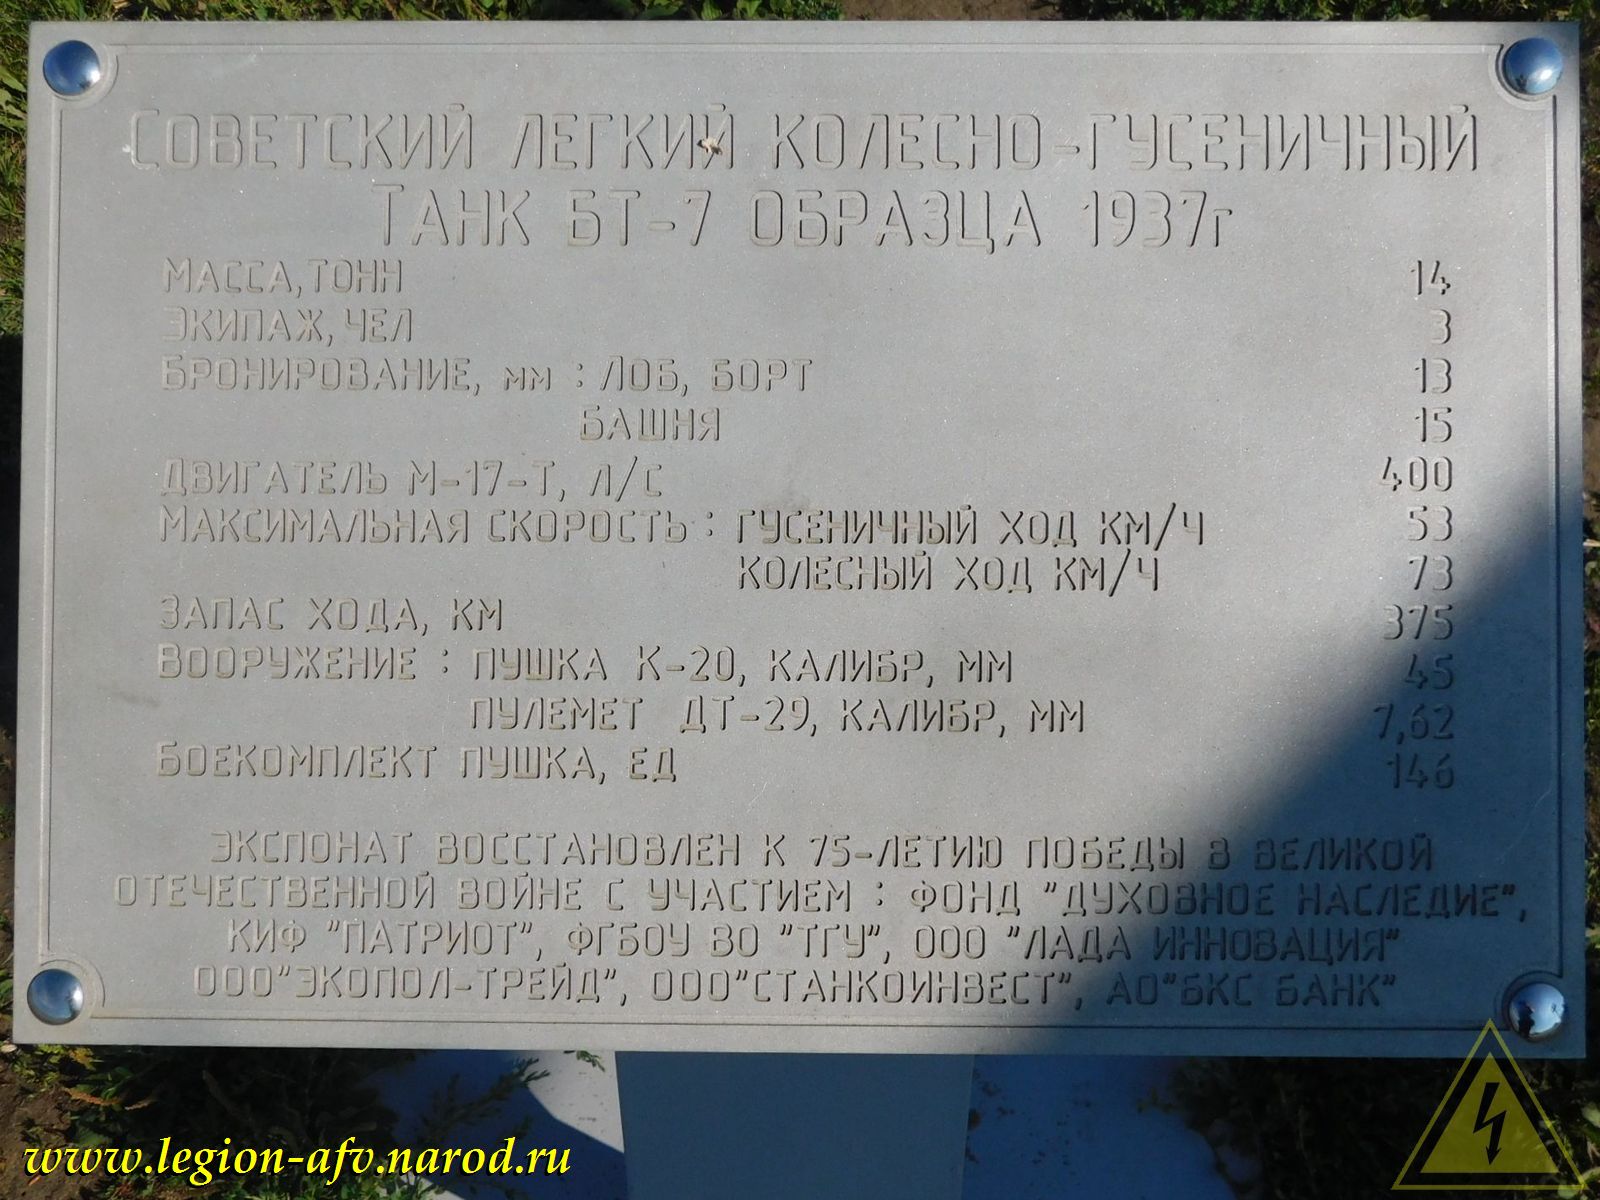 СОВЕТСКИЙ ЛЕГКИЙ КОЛЕСНО-ГУСЕНИЧНЫЙ
ТАНК БТ-7 ОБРАЗЦА 1937г
МАССА, ТОНН 14
ЭКИПАЖ, ЧЕЛ 3
БРОНИРОВАНИЕ, мм : ЛОБ, БОРТ 13
БАШНЯ 15
ДВИГАТЕЛЬ М-17-Т, Л/С 400
МАКСИМАЛЬНАЯ СКОРОСТЬ : ГУСЕНИЧНЫЙ ХОД КМ/Ч 53
КОЛЕСНЫЙ ХОД КМ/Ч 73
ЗАПАС ХОДА, КМ 375
ВООРУЖЕНИЕ : ПУШКА К-20, КАЛИБР, ММ 45
ПУЛЕМЕТ ДТ-29, КАЛИБР, ММ 7,62
БОЕКОМПЛЕКТ ПУШКА, ЕД 146
ЭКСПОНАТ ВОССТАНОВЛЕН К 75-ЛЕТИЮ ПОБЕДЫ В ВЕЛИКОЙ
ОТЕЧЕСТВЕННОЙ ВОЙНЕ С УЧАСТИЕМ : ФОНД "ДУХОВНОЕ НАСЛЕДИЕ",
КИФ "ПАТРИОТ", ФГБОУ ВО "ТГУ", ООО "ЛАДА ИННОВАЦИЯ"
ООО"ЭКОПОЛ-ТРЕЙД", ООО"СТАНКОИНВЕСТ", АО"БКС БАНК"
www.legion-afv.narod.ru